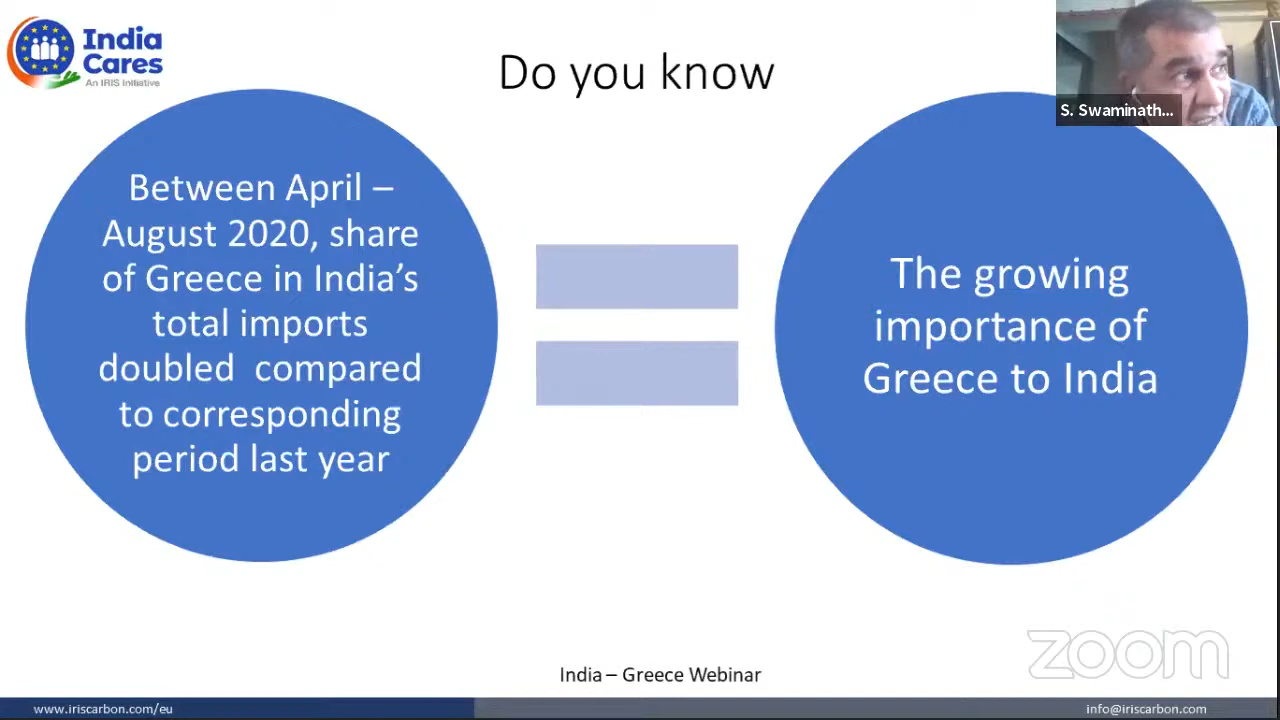 India
Cares
An IRIS Initiative
Do you know
S. Swaminath...
Between April –
August 2020, share
of Greece in India’s
total imports
doubled  compared
to corresponding
period last year
The growing
importance of
Greece to India
zoom
India – Greece Webinar
www.iriscarbon.com/eu
info@iriscarbon.com